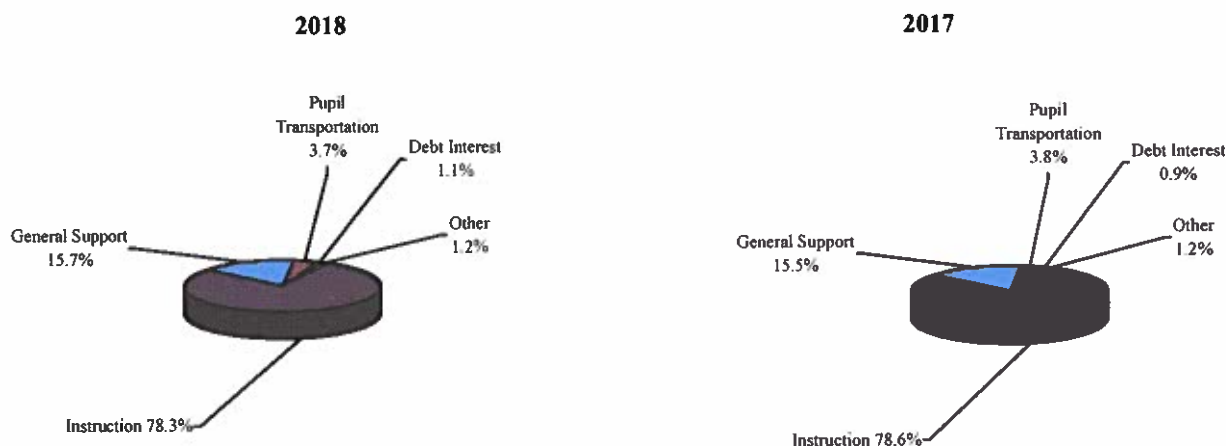 2018
Pupil
Transportation
3.7%
Debt Interest
1.1%
Other
1.2%
General Support
15.7%
Instruction 78.3%
2017
Pupil
Transportation
3.8%
Debt Interest
0.9%
Other
1.2%
General Support
15.5%
Instruction 78.6%